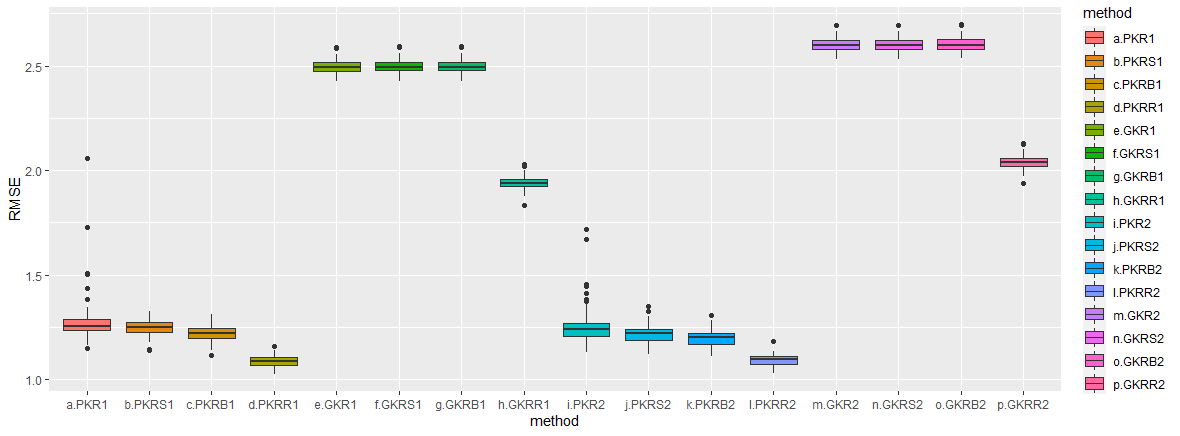 RMSE
2.5
2.0
1.5
1.0
a.PKR1 b.PKRS1 c.PKRB1 d.PKRR1 e.GKR1 f.GKRS1 g.GKRB1 h.GKRR1 i.PKR2 j.PKRS2 k.PKRB2 l.PKRR2 m.GKR2 n.GKRS2 o.GKRB2 p.GKRR2
method
method
a.PKR1
b.PKRS1
c.PKRB1
d.PKRR1
e.GKR1
f.GKRS1
g.GKRB1
h.GKRR1
i.PKR2
j.PKRS2
k.PKRB2
l.PKRR2
m.GKR2
n.GKRS2
o.GKRB2
p.GKRR2